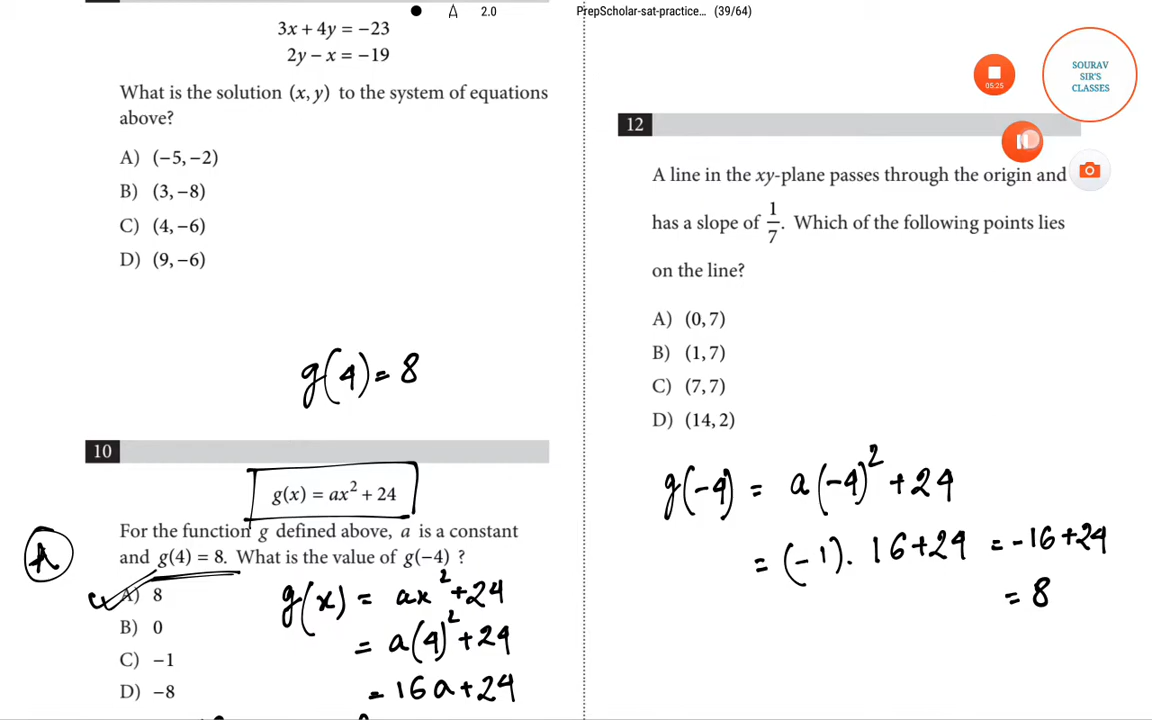 A 2.0
PrepScholar-sat-practice... (39/64)
3x + 4y = −23
2y − x = −19
What is the solution (x, y) to the system of equations
above?
A) (−5, −2)
B) (3, −8)
C) (4, −6)
D) (9, −6)
g(4) = 8
10
g(x) = ax² + 24
For the function g defined above, a is a constant
and g(4) = 8. What is the value of g(−4) ?
A
A) 8
B) 0
C) −1
D) −8
g(x) = ax² + 24
= a(4)² + 24
= 16a + 24
SOURAV
SIR'S
CLASSES
05:25
12
A line in the xy-plane passes through the origin and
has a slope of 1/7. Which of the following points lies
on the line?
A) (0, 7)
B) (1, 7)
C) (7, 7)
D) (14, 2)
g(−4) = a(−4)² + 24
= (−1). 16 + 24 = −16 + 24
= 8